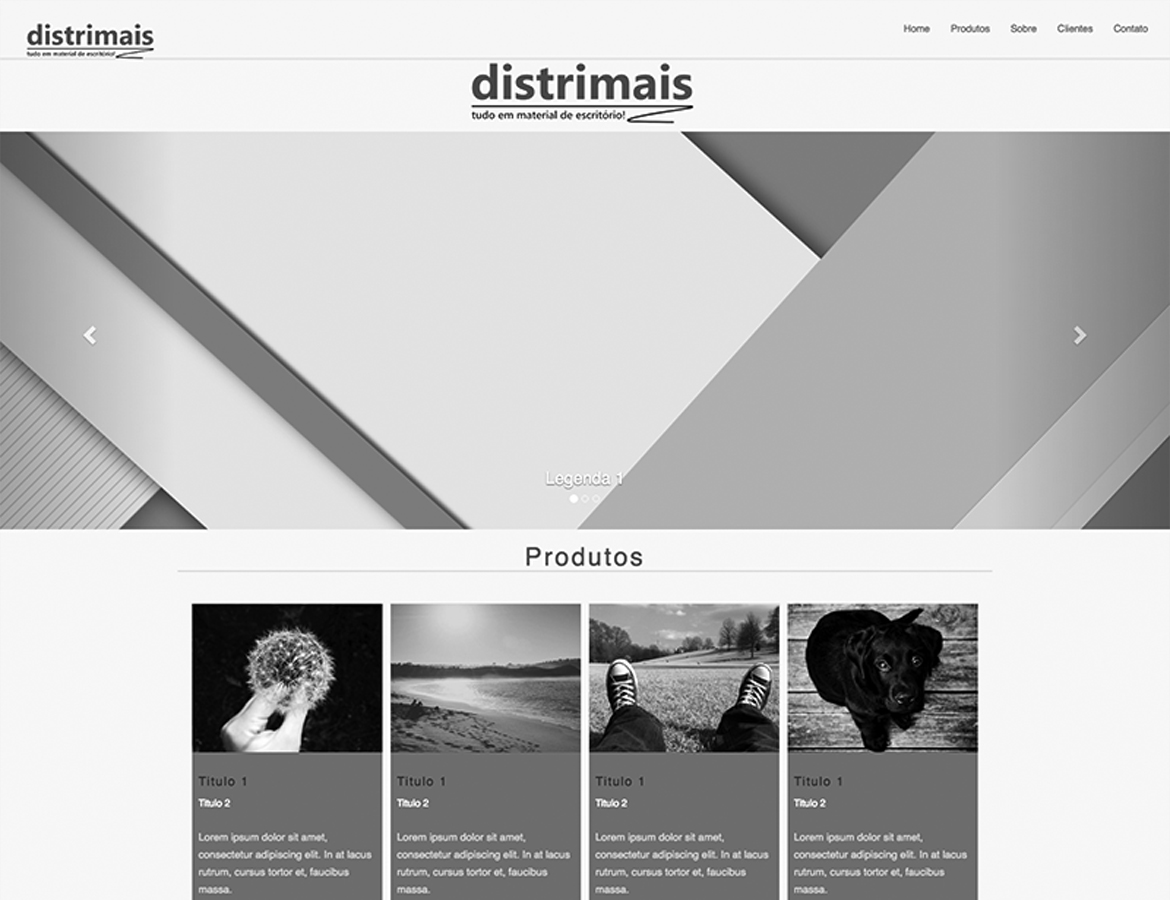 distrimais
tudo em material de escritório!
Home Produtos Sobre Clientes Contato
distrimais
tudo em material de escritório!
Legenda 1
Produtos
Titulo 1
Titulo 2
Lorem ipsum dolor sit amet,
consectetur adipiscing elit. In at lacus
rutrum, cursus tortor et, faucibus
massa.
Titulo 1
Titulo 2
Lorem ipsum dolor sit amet,
consectetur adipiscing elit. In at lacus
rutrum, cursus tortor et, faucibus
massa.
Titulo 1
Titulo 2
Lorem ipsum dolor sit amet,
consectetur adipiscing elit. In at lacus
rutrum, cursus tortor et, faucibus
massa.
Titulo 1
Titulo 2
Lorem ipsum dolor sit amet,
consectetur adipiscing elit. In at lacus
rutrum, cursus tortor et, faucibus
massa.